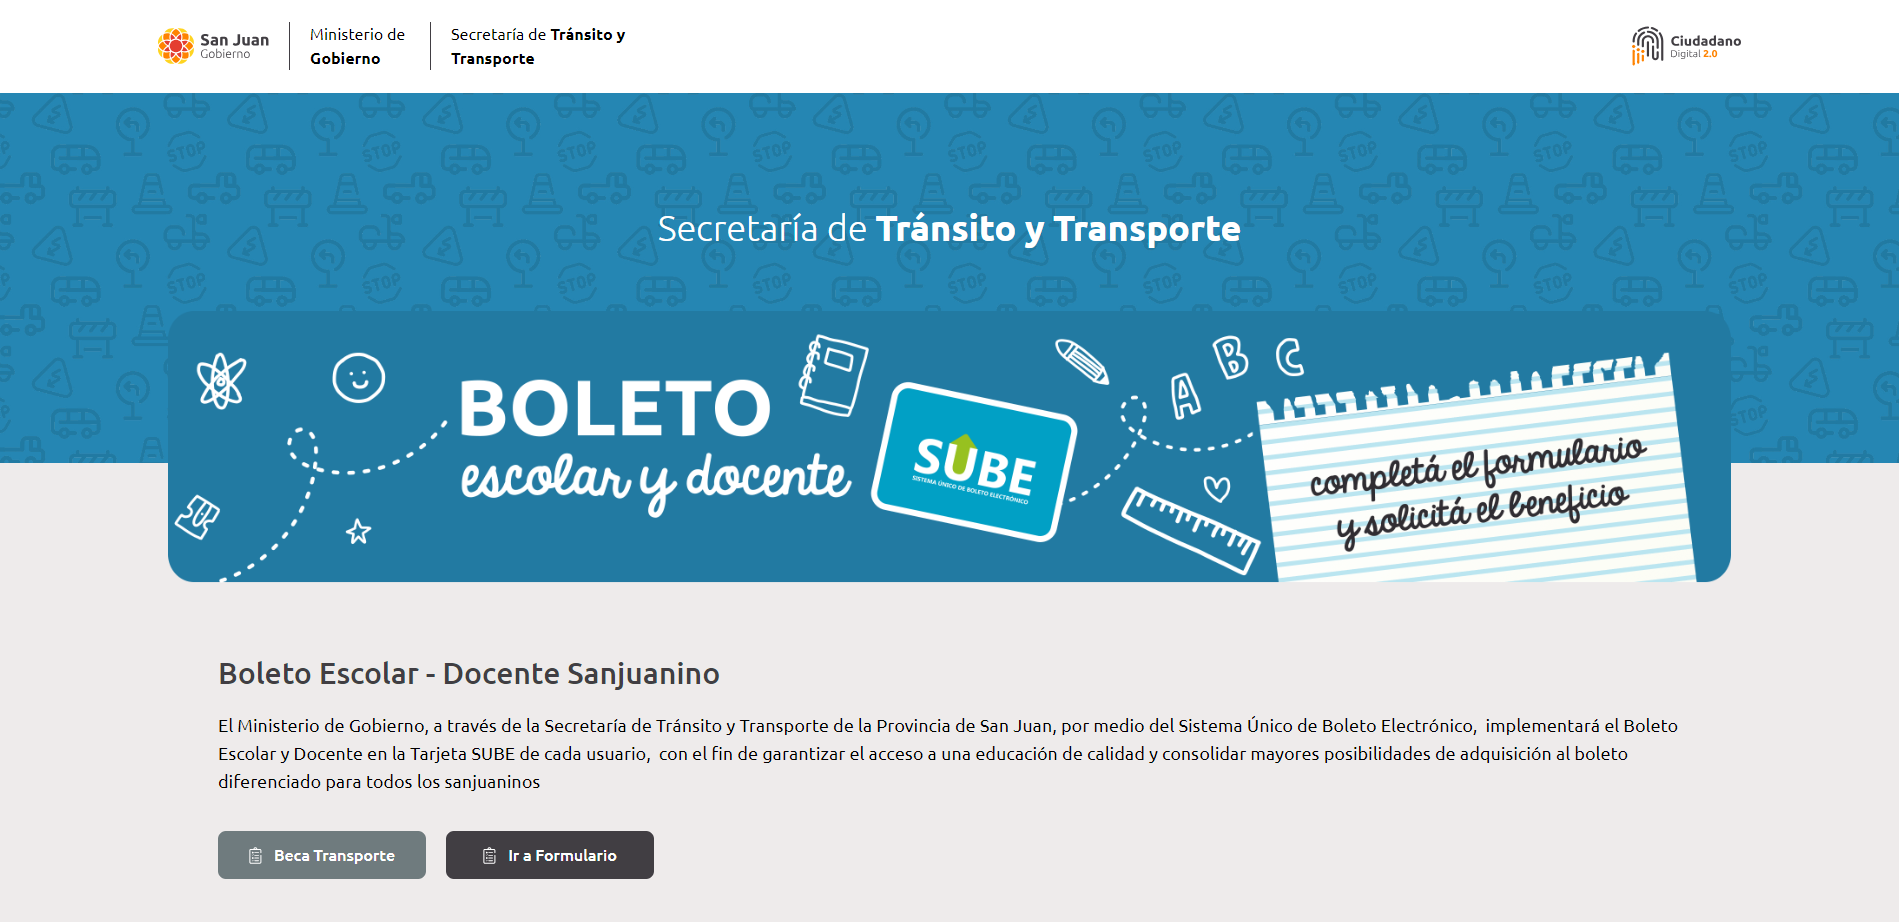 San Juan
Gobierno
Ministerio de
Gobierno
Secretaría de Tránsito y
Transporte
Ciudadano
Digital 2.0
Secretaría de Tránsito y Transporte
BOLETO
escolar y docente
SUBE
SISTEMA ÚNICO DE BOLETO ELECTRÓNICO
A B C
completá el formulario
y solicitá el beneficio
Boleto Escolar - Docente Sanjuanino
El Ministerio de Gobierno, a través de la Secretaría de Tránsito y Transporte de la Provincia de San Juan, por medio del Sistema Único de Boleto Electrónico, implementará el Boleto
Escolar y Docente en la Tarjeta SUBE de cada usuario, con el fin de garantizar el acceso a una educación de calidad y consolidar mayores posibilidades de adquisición al boleto
diferenciado para todos los sanjuaninos
Beca Transporte
Ir a Formulario